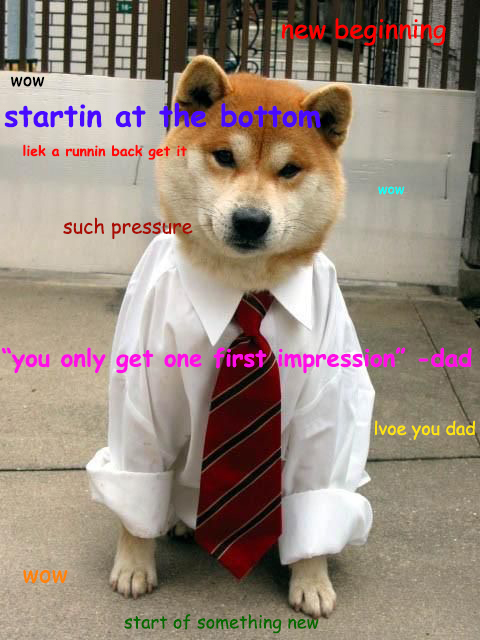 new beginning
wow
startin at the bottom
liek a runnin back get it
wow
such pressure
“you only get one first impression” -dad
lvoe you dad
wow
start of something new